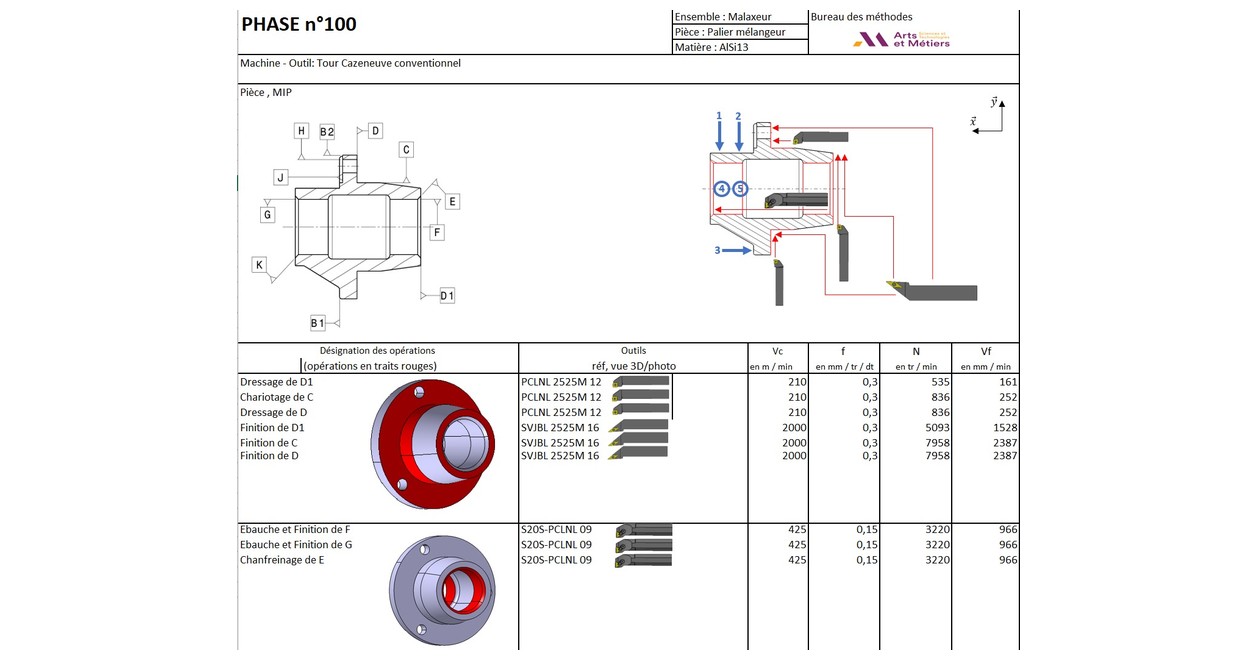 PHASE n°100
Ensemble : Malaxeur
Pièce : Palier mélangeur
Matière : AlSi13
Bureau des méthodes
Arts
et Métiers
Machine - Outil: Tour Cazeneuve conventionnel
Pièce , MIP
H
B2
D
C
J
E
G
F
K
D1
B1
1
2
4
5
3
y
x
Désignation des opérations
(opérations en traits rouges)
Outils
réf, vue 3D/photo
Vc
en m / min
f
en mm / tr / dt
N
en tr / min
Vf
en mm / min
Dressage de D1 PCLNL 2525M 12 210 0,3 535 161
Chariotage de C PCLNL 2525M 12 210 0,3 836 252
Dressage de D PCLNL 2525M 12 210 0,3 836 252
Finition de D1 SVJBL 2525M 16 2000 0,3 5093 1528
Finition de C SVJBL 2525M 16 2000 0,3 7958 2387
Finition de D SVJBL 2525M 16 2000 0,3 7958 2387
Ebauche et Finition de F S20S-PCLNL 09 425 0,15 3220 966
Ebauche et Finition de G S20S-PCLNL 09 425 0,15 3220 966
Chanfreinage de E S20S-PCLNL 09 425 0,15 3220 966